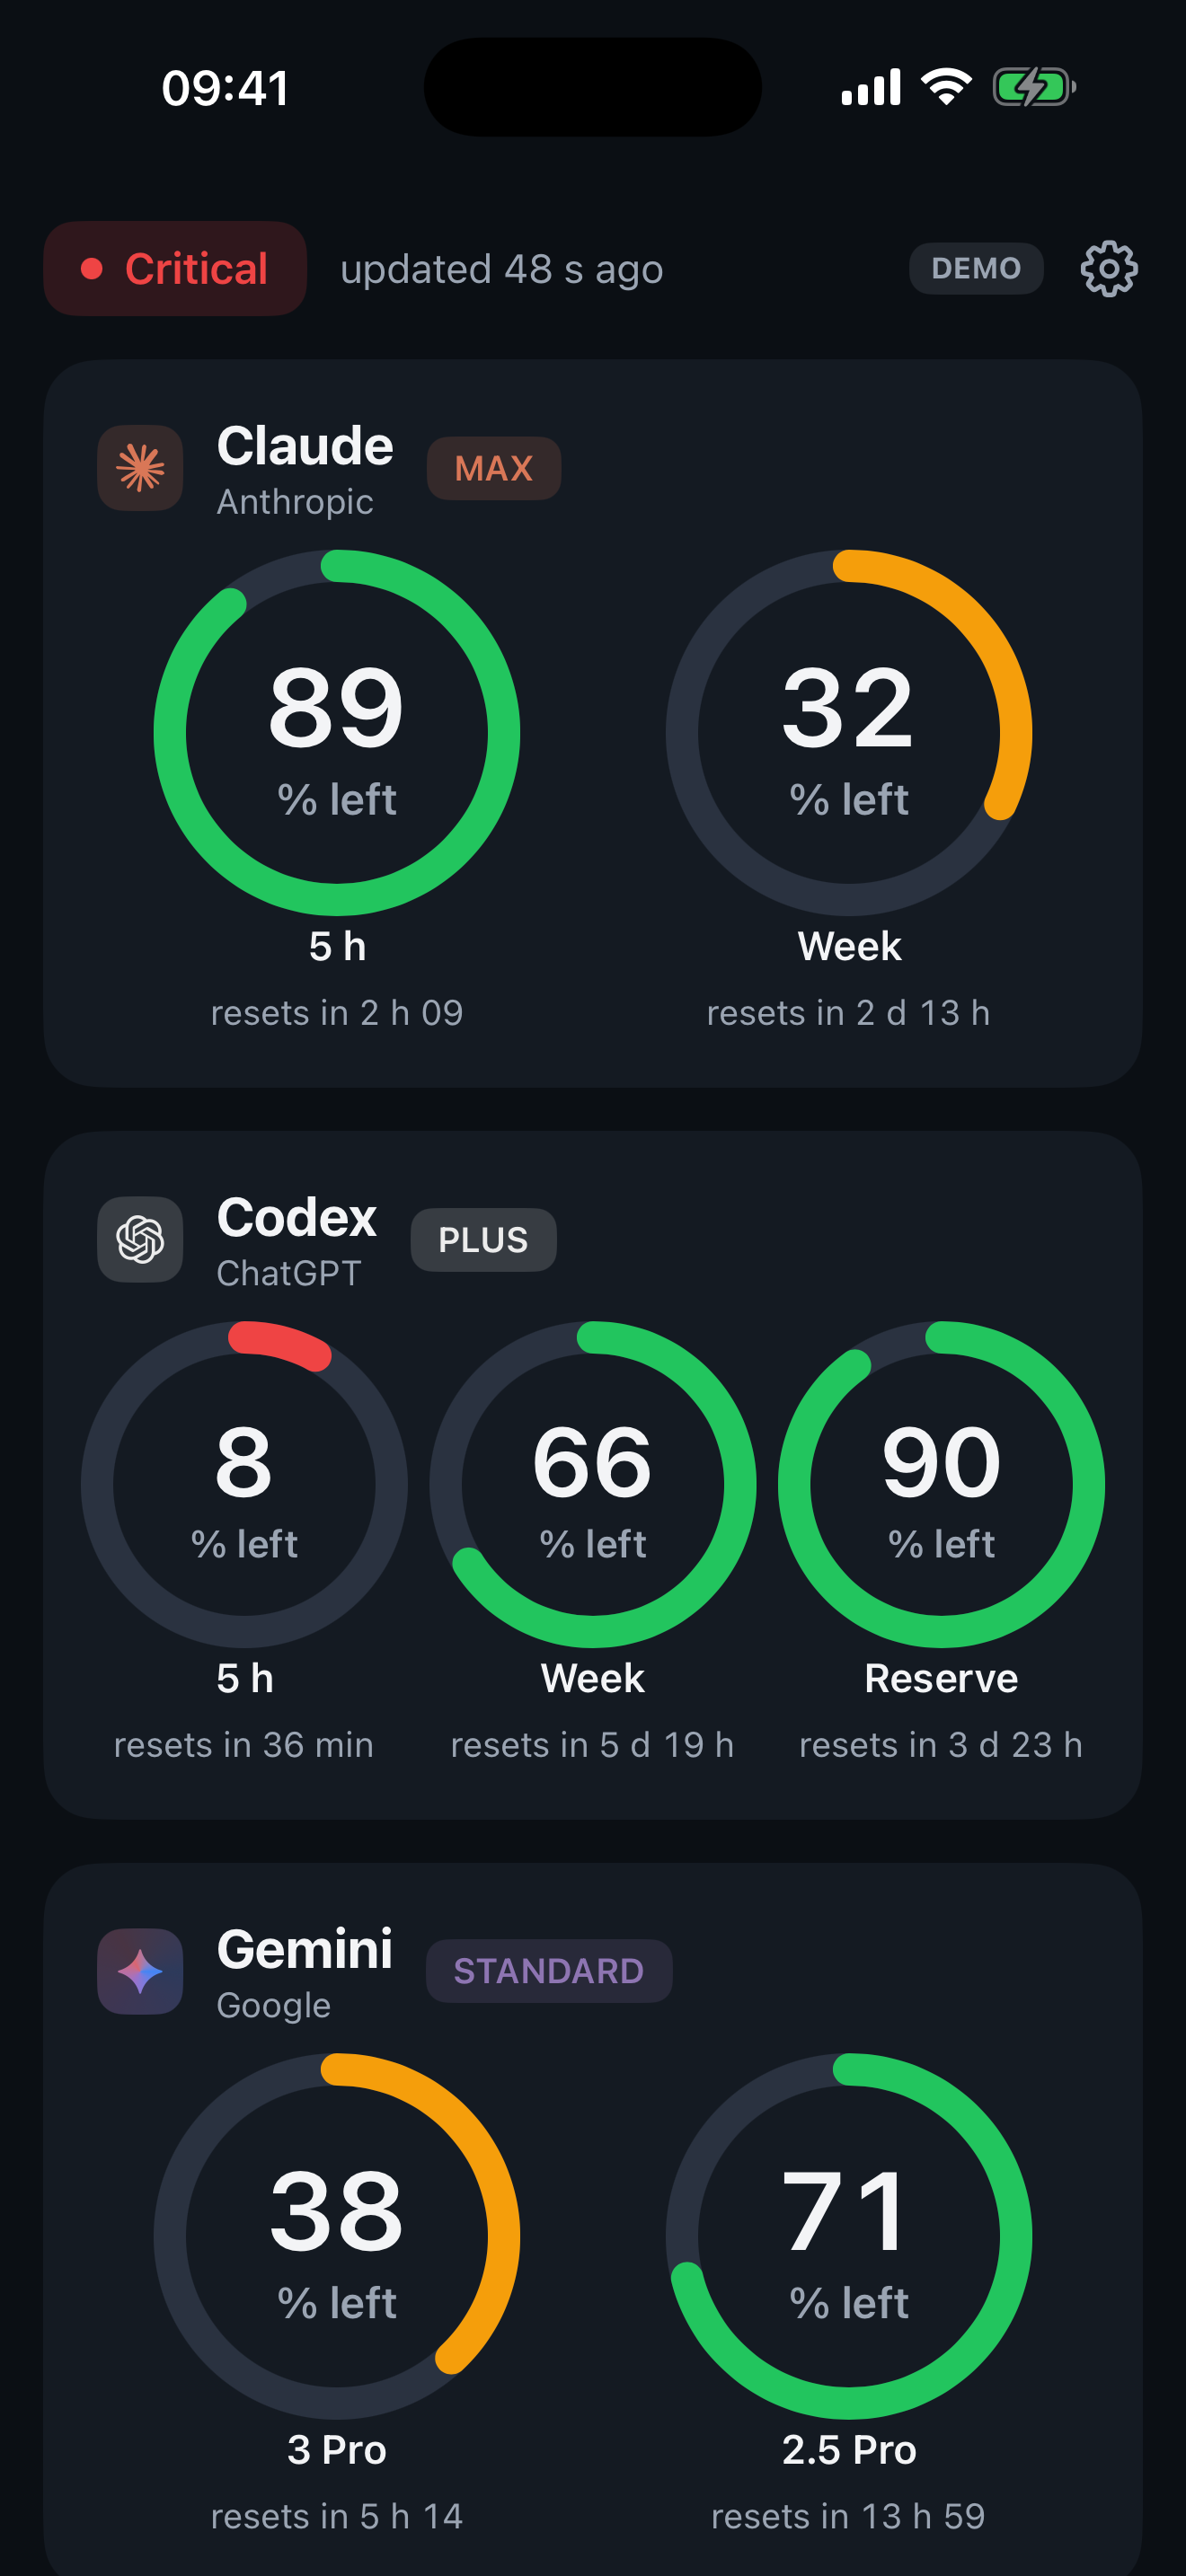 09:41
Critical
updated 48 s ago
DEMO
Claude
Anthropic
MAX
89
% left
5 h
resets in 2 h 09
32
% left
Week
resets in 2 d 13 h
Codex
ChatGPT
PLUS
8
% left
5 h
resets in 36 min
66
% left
Week
resets in 5 d 19 h
90
% left
Reserve
resets in 3 d 23 h
Gemini
Google
STANDARD
38
% left
3 Pro
resets in 5 h 14
71
% left
2.5 Pro
resets in 13 h 59